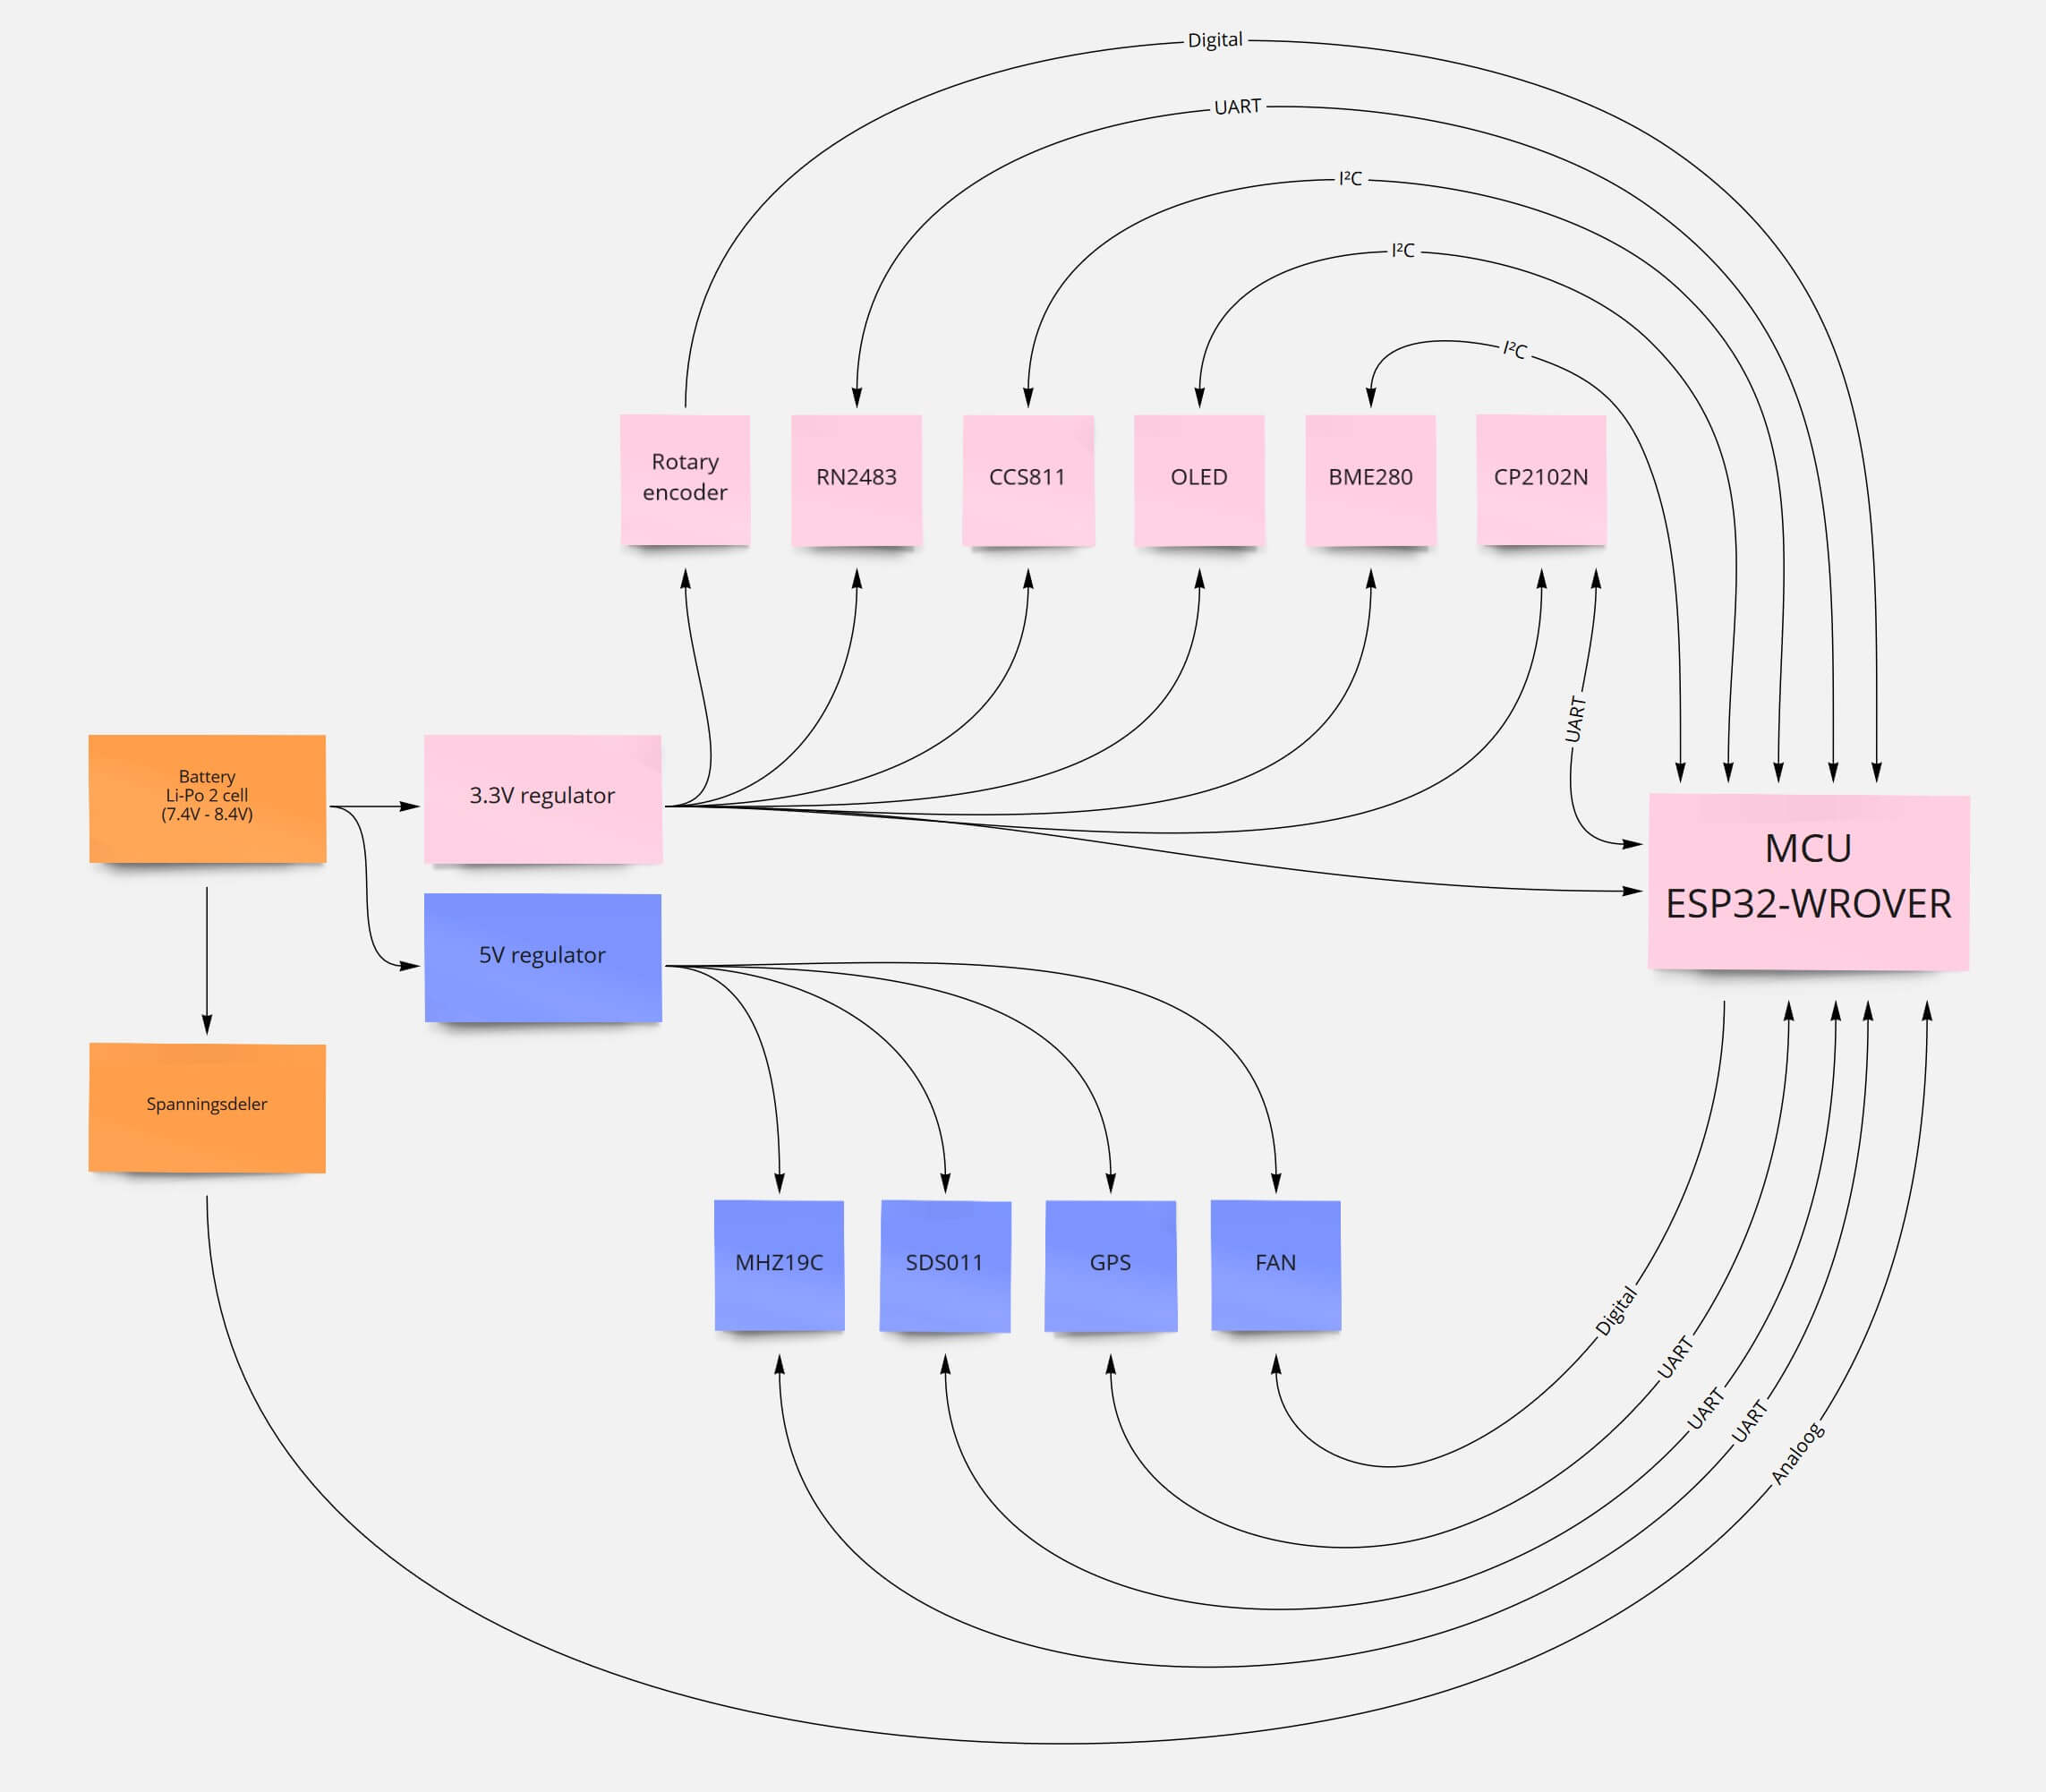 Digital
UART
I²C
I²C
I²C
Rotary
encoder
RN2483
CCS811
OLED
BME280
CP2102N
UART
Battery
Li-Po 2 cell
(7.4V - 8.4V)
3.3V regulator
MCU
ESP32-WROVER
5V regulator
Spanningsdeler
MHZ19C
SDS011
GPS
FAN
Digital
UART
UART
UART
Analoog